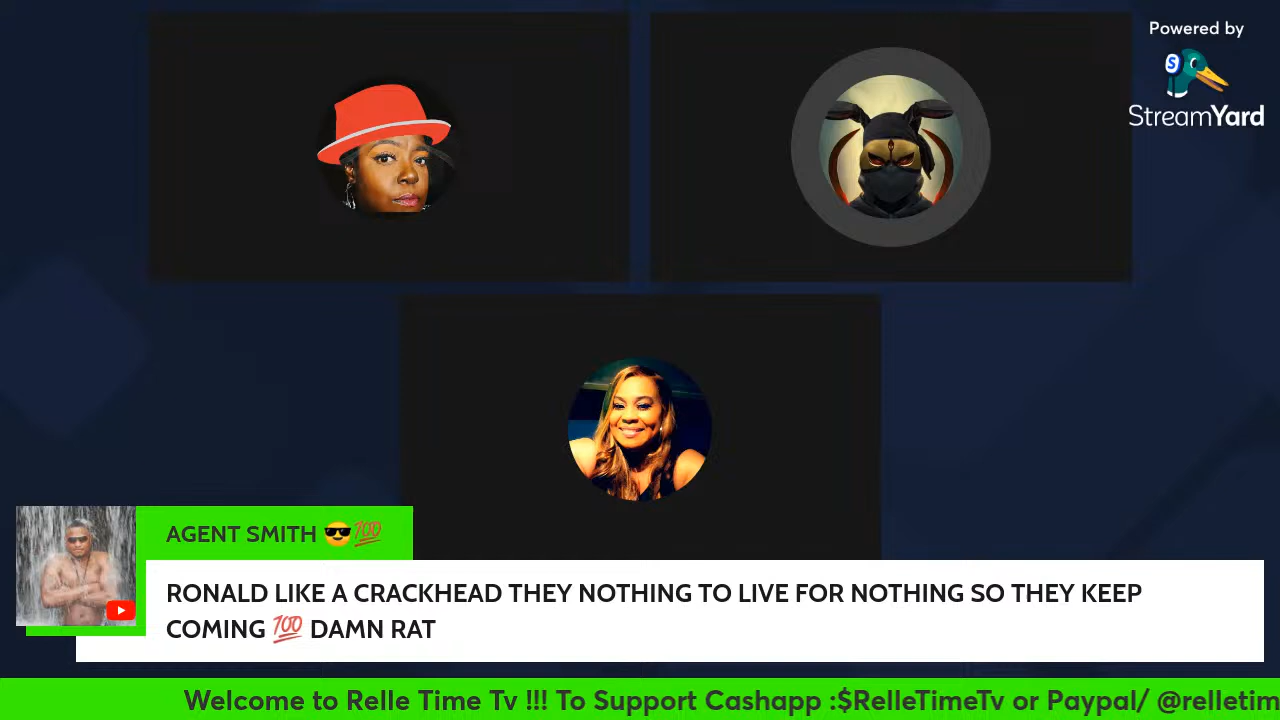 Powered by
StreamYard
AGENT SMITH 😎💯
RONALD LIKE A CRACKHEAD THEY NOTHING TO LIVE FOR NOTHING SO THEY KEEP
COMING 💯 DAMN RAT
Welcome to Relle Time Tv !!! To Support Cashapp :$RelleTimeTv or Paypal/ @relletim